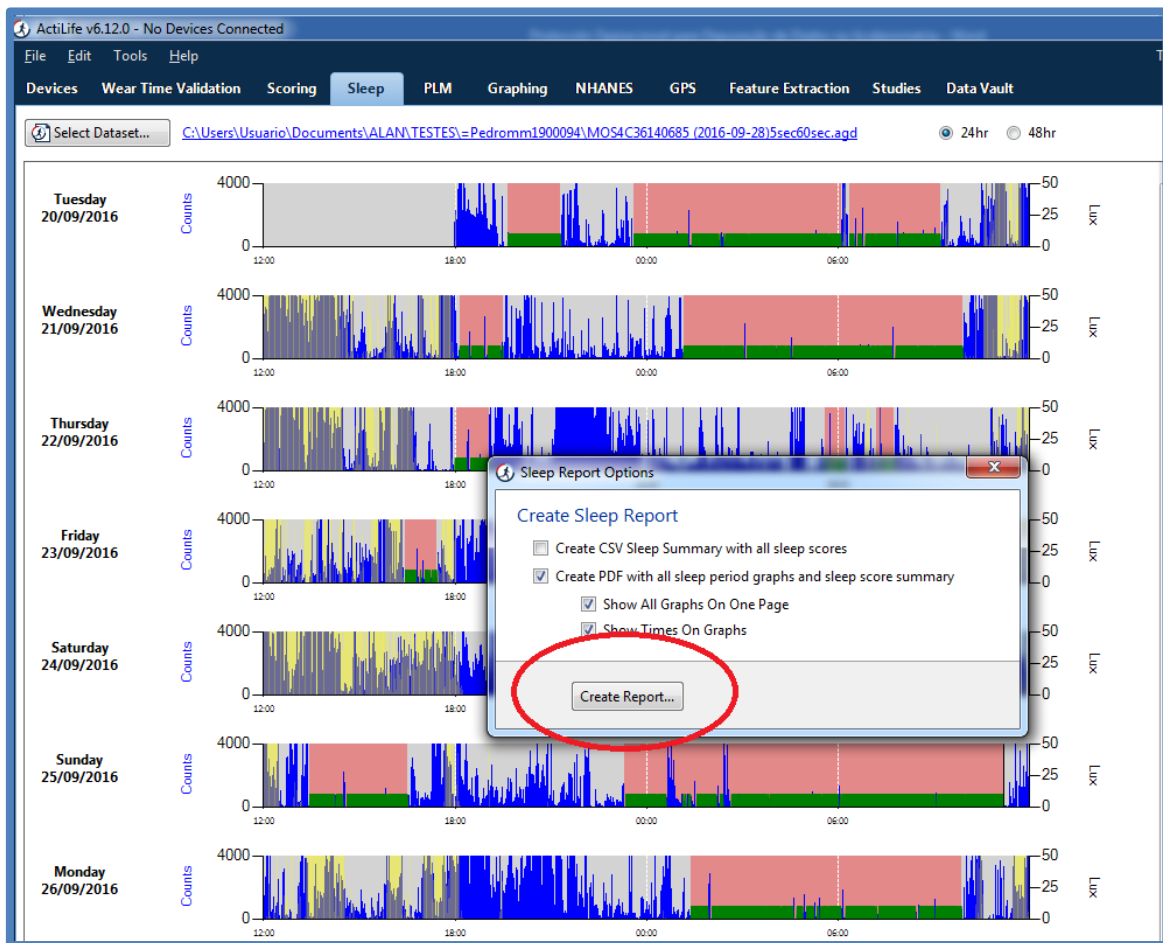 ActiLife v6.12.0 - No Devices Connected
File Edit Tools Help
Devices Wear Time Validation Scoring Sleep PLM Graphing NHANES GPS Feature Extraction Studies Data Vault
Select Dataset... C:\Users\Usuario\Documents\ALAN\TESTES\=Pedromm1900094\MOS4C36140685 (2016-09-28)5sec60sec.agd 24hr 48hr
Tuesday
20/09/2016
Counts
4000
0
50
25
0
Lux
12:00 18:00 00:00 06:00
Wednesday
21/09/2016
Counts
4000
0
50
25
0
Lux
12:00 18:00 00:00 06:00
Thursday
22/09/2016
Counts
4000
0
50
25
0
Lux
12:00 18:00
Friday
23/09/2016
Counts
4000
0
50
25
0
Lux
12:00 18:00
Saturday
24/09/2016
Counts
4000
0
50
25
0
Lux
12:00 18:00
Sleep Report Options
Create Sleep Report
Create CSV Sleep Summary with all sleep scores
Create PDF with all sleep period graphs and sleep score summary
Show All Graphs On One Page
Show Times On Graphs
Create Report...
Sunday
25/09/2016
Counts
4000
0
50
25
0
Lux
12:00 18:00 00:00 06:00
Monday
26/09/2016
Counts
4000
0
50
25
0
Lux
12:00 18:00 00:00 06:00